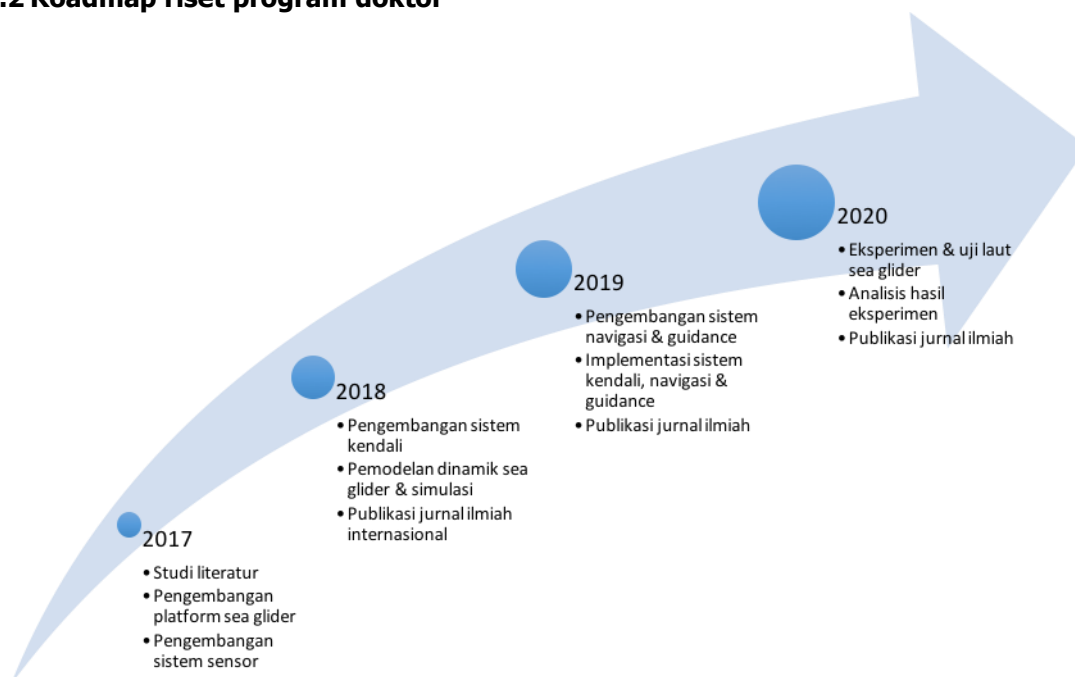 .2 Roadmap riset program doktor
2017
• Studi literatur
• Pengembangan
platform sea glider
• Pengembangan
sistem sensor
2018
• Pengembangan sistem
kendali
• Pemodelan dinamik sea
glider & simulasi
• Publikasi jurnal ilmiah
internasional
2019
• Pengembangan sistem
navigasi & guidance
• Implementasi sistem
kendali, navigasi &
guidance
• Publikasi jurnal ilmiah
2020
• Eksperimen & uji laut
sea glider
• Analisis hasil
eksperimen
• Publikasi jurnal ilmiah